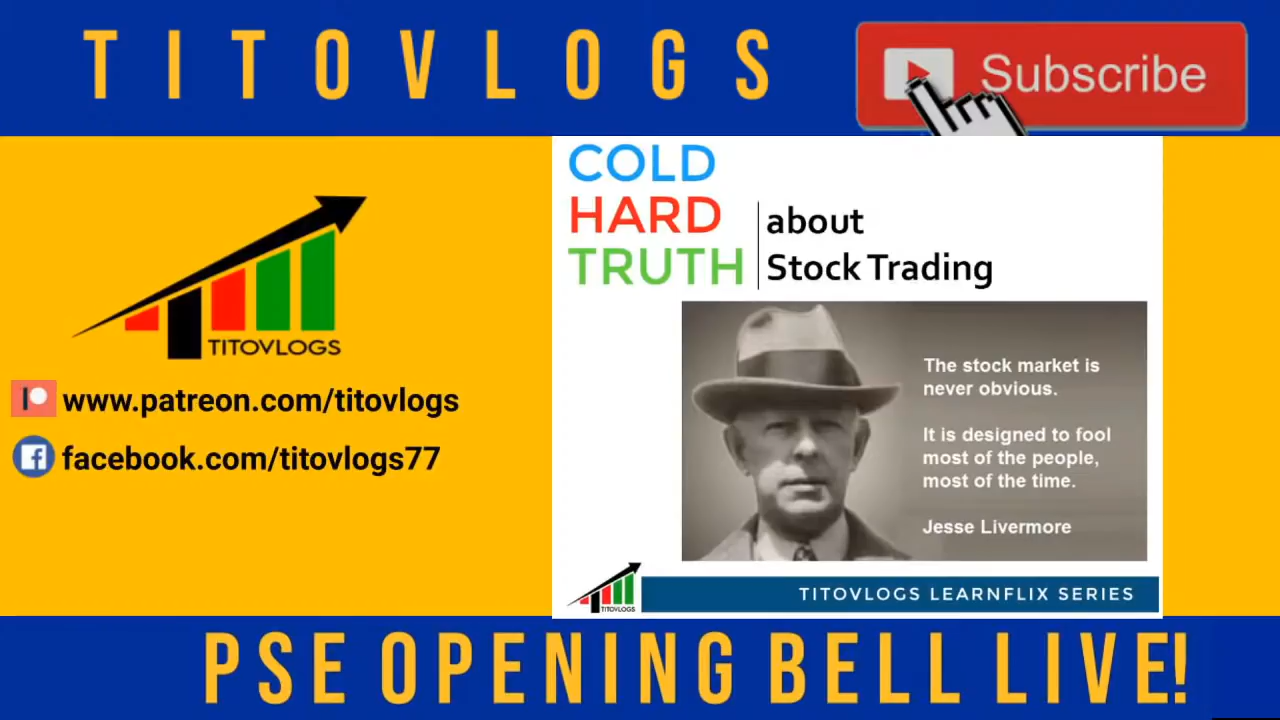 TITOVLOGS
Subscribe
COLD
HARD
TRUTH
about
Stock Trading
TITOVLOGS
www.patreon.com/titovlogs
facebook.com/titovlogs77
The stock market is
never obvious.
It is designed to fool
most of the people,
most of the time.
Jesse Livermore
TITOVLOGS
TITOVLOGS LEARNFLIX SERIES
PSE OPENING BELL LIVE!